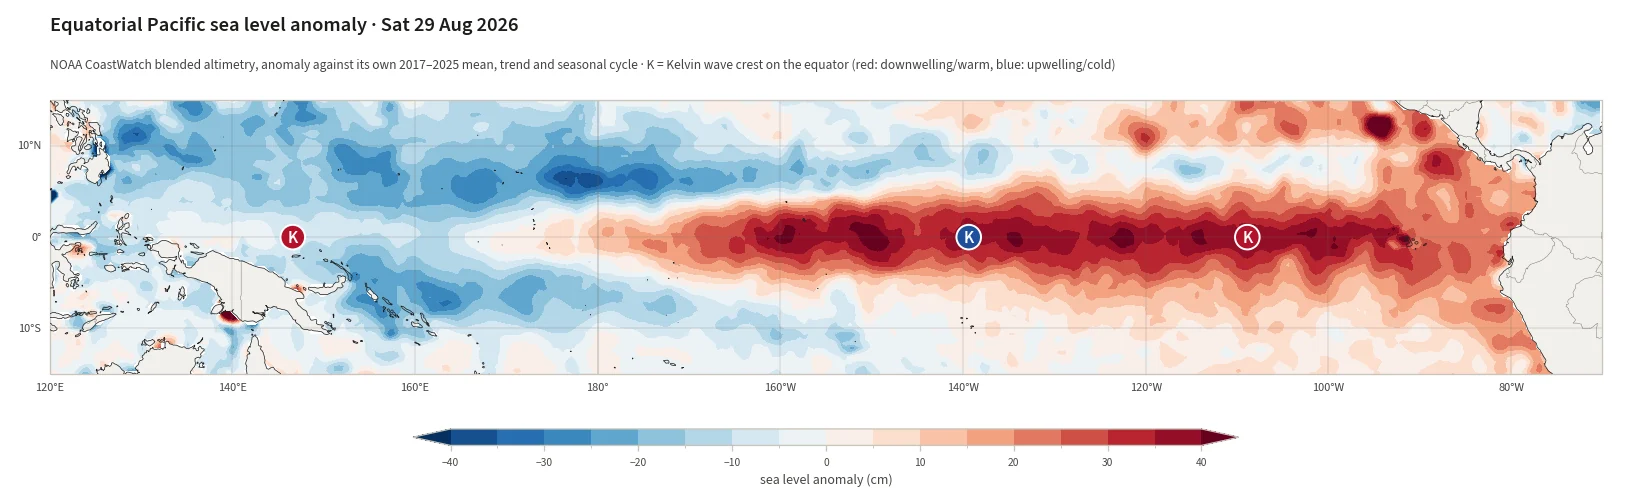 Equatorial Pacific sea level anomaly · Sat 29 Aug 2026
NOAA CoastWatch blended altimetry, anomaly against its own 2017–2025 mean, trend and seasonal cycle · K = Kelvin wave crest on the equator (red: downwelling/warm, blue: upwelling/cold)
10°N
0°
10°S
K
K
K
120°E 140°E 160°E 180° 160°W 140°W 120°W 100°W 80°W
−40 −30 −20 −10 0 10 20 30 40
sea level anomaly (cm)